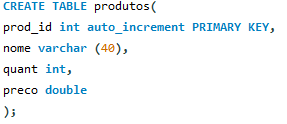 CREATE TABLE produtos(
prod_id int auto_increment PRIMARY KEY,
nome varchar (40),
quant int,
preco double
);